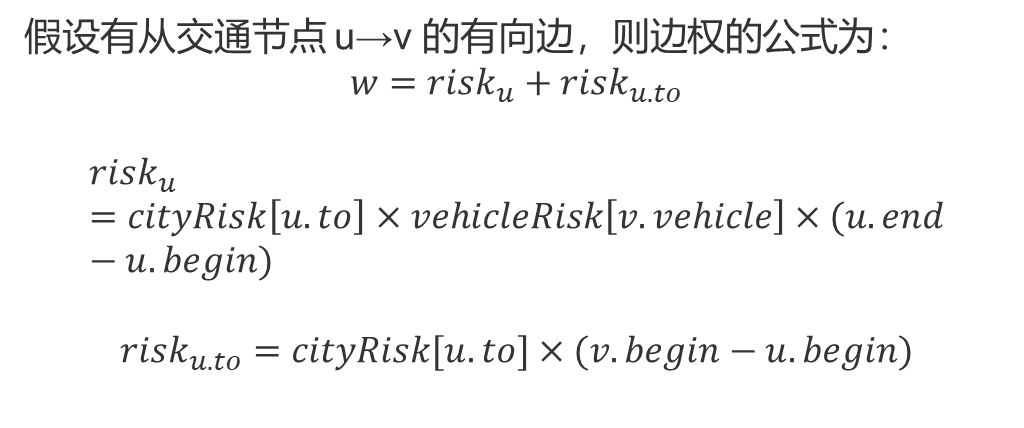 假设有从交通节点 u→v 的有向边，则边权的公式为：
w = risk_u + risk_{u.to}
risk_u
= cityRisk[u.to] × vehicleRisk[v.vehicle] × (u.end
− u.begin)
risk_{u.to} = cityRisk[u.to] × (v.begin − u.begin)